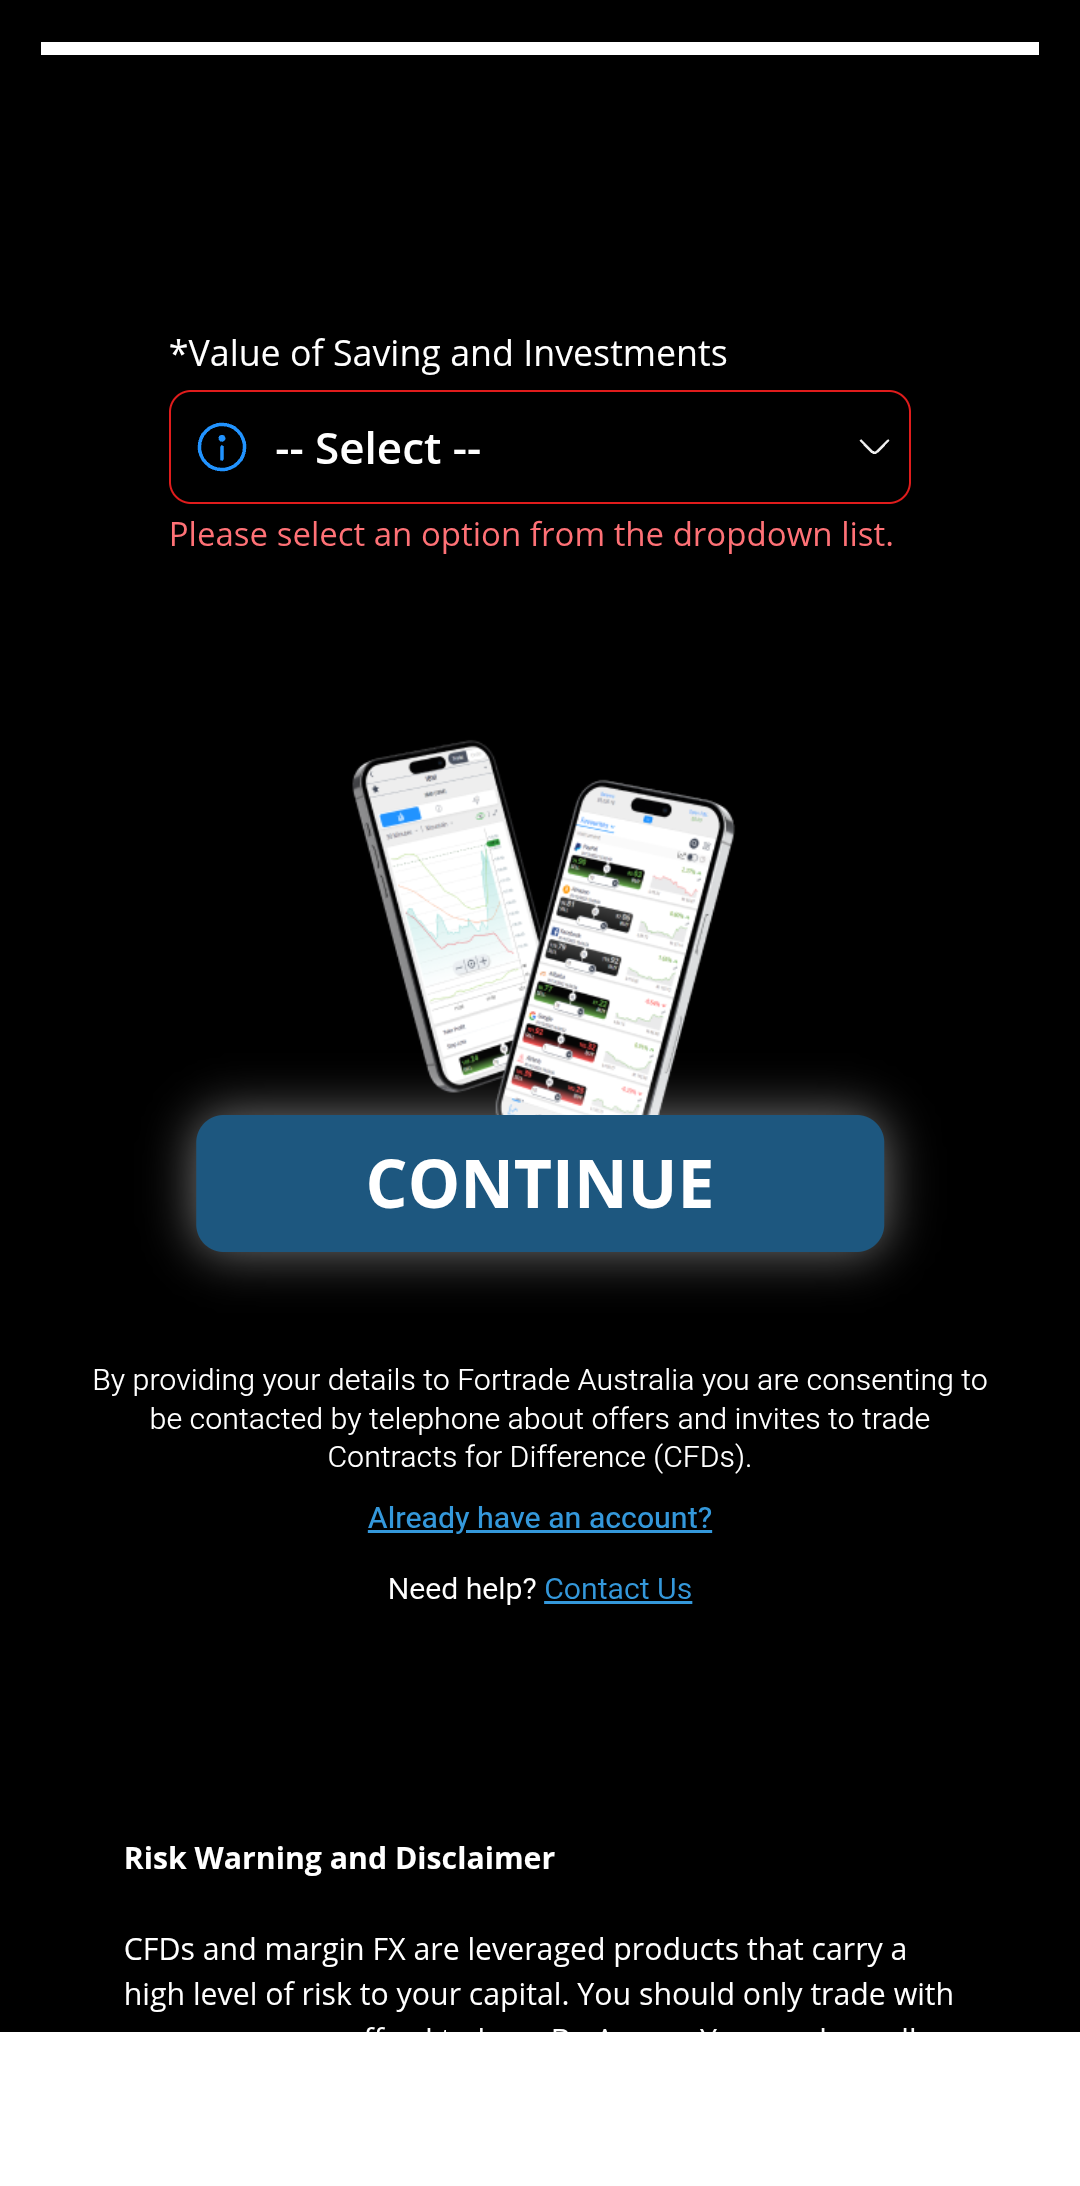 *Value of Saving and Investments
-- Select --
Please select an option from the dropdown list.
CONTINUE
By providing your details to Fortrade Australia you are consenting to
be contacted by telephone about offers and invites to trade
Contracts for Difference (CFDs).
Already have an account?
Need help? Contact Us
Risk Warning and Disclaimer
CFDs and margin FX are leveraged products that carry a
high level of risk to your capital. You should only trade with